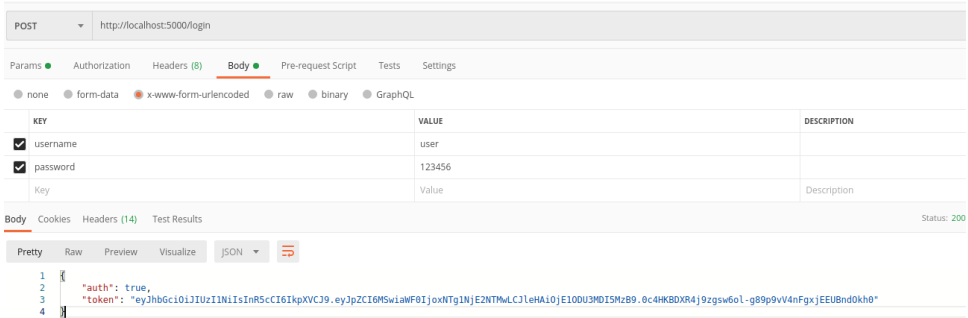 POST http://localhost:5000/login
Params Authorization Headers (8) Body Pre-request Script Tests Settings
none form-data x-www-form-urlencoded raw binary GraphQL
KEY VALUE DESCRIPTION
username user
password 123456
Key Value Description
Body Cookies Headers (14) Test Results Status: 200
Pretty Raw Preview Visualize JSON
1 {
2 "auth": true,
3 "token": "eyJhbGciOiJIUzI1NiIsInR5cCI6IkpXVCJ9.eyJpZCI6MSwiaWF0IjoxNTg1NjE2NTMwLCJleHAiOjE1ODU3MDI5MzB9.0c4HKBDXR4j9zgsw6ol-g89p9vV4nFgxjEEUBndOkh0"
4 }